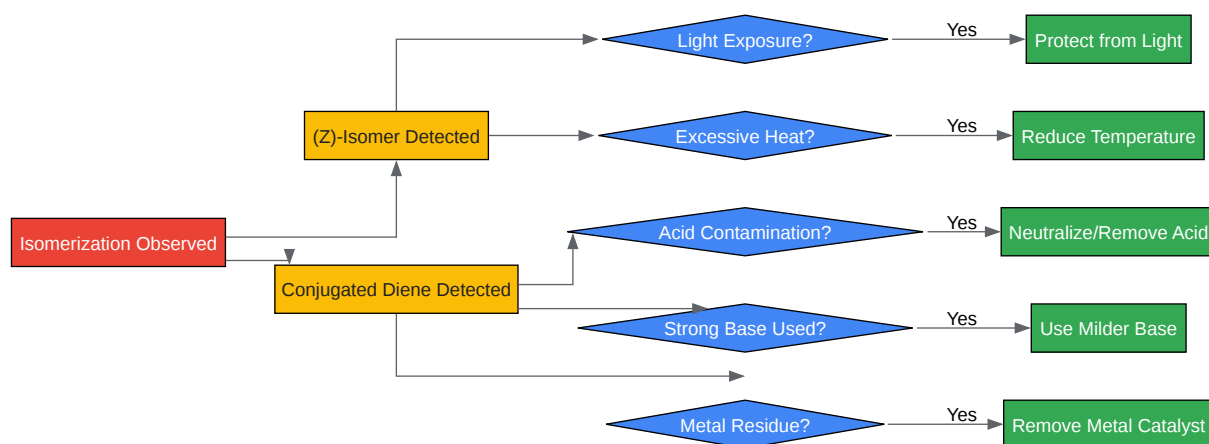 Light Exposure?
Yes
Protect from Light
(Z)-Isomer Detected
Excessive Heat?
Yes
Reduce Temperature
Isomerization Observed
Acid Contamination?
Yes
Neutralize/Remove Acid
Conjugated Diene Detected
Strong Base Used?
Yes
Use Milder Base
Metal Residue?
Yes
Remove Metal Catalyst